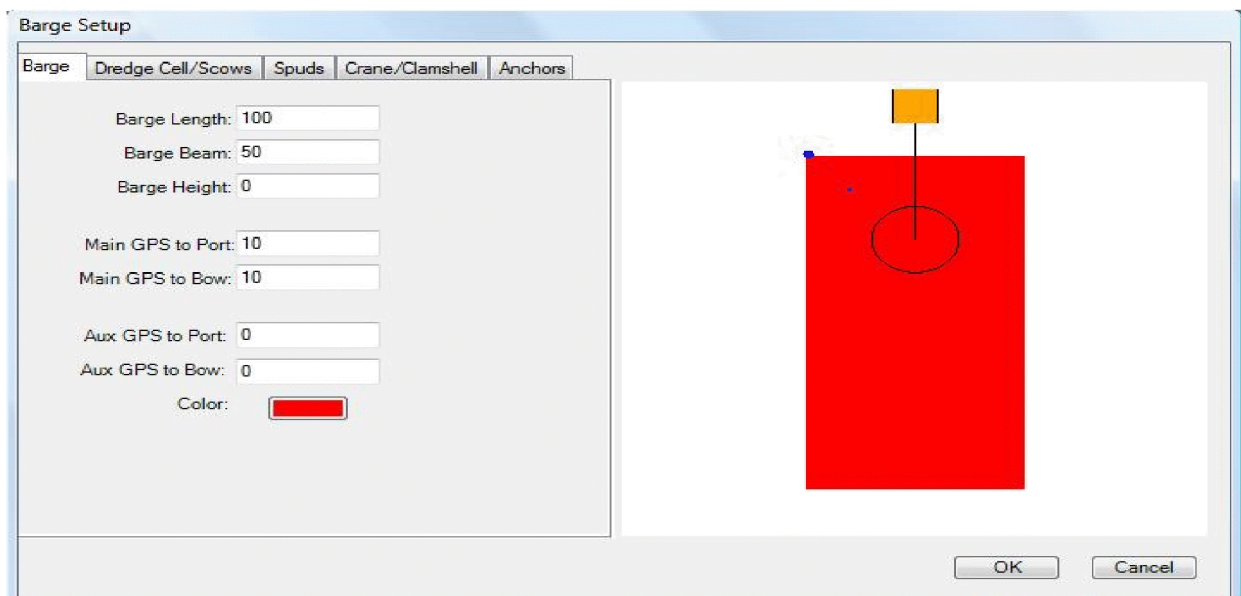 Barge Setup
Barge Dredge Cell/Scows Spuds Crane/Clamshell Anchors
Barge Length: 100
Barge Beam: 50
Barge Height: 0
Main GPS to Port: 10
Main GPS to Bow: 10
Aux GPS to Port: 0
Aux GPS to Bow: 0
Color:
OK Cancel